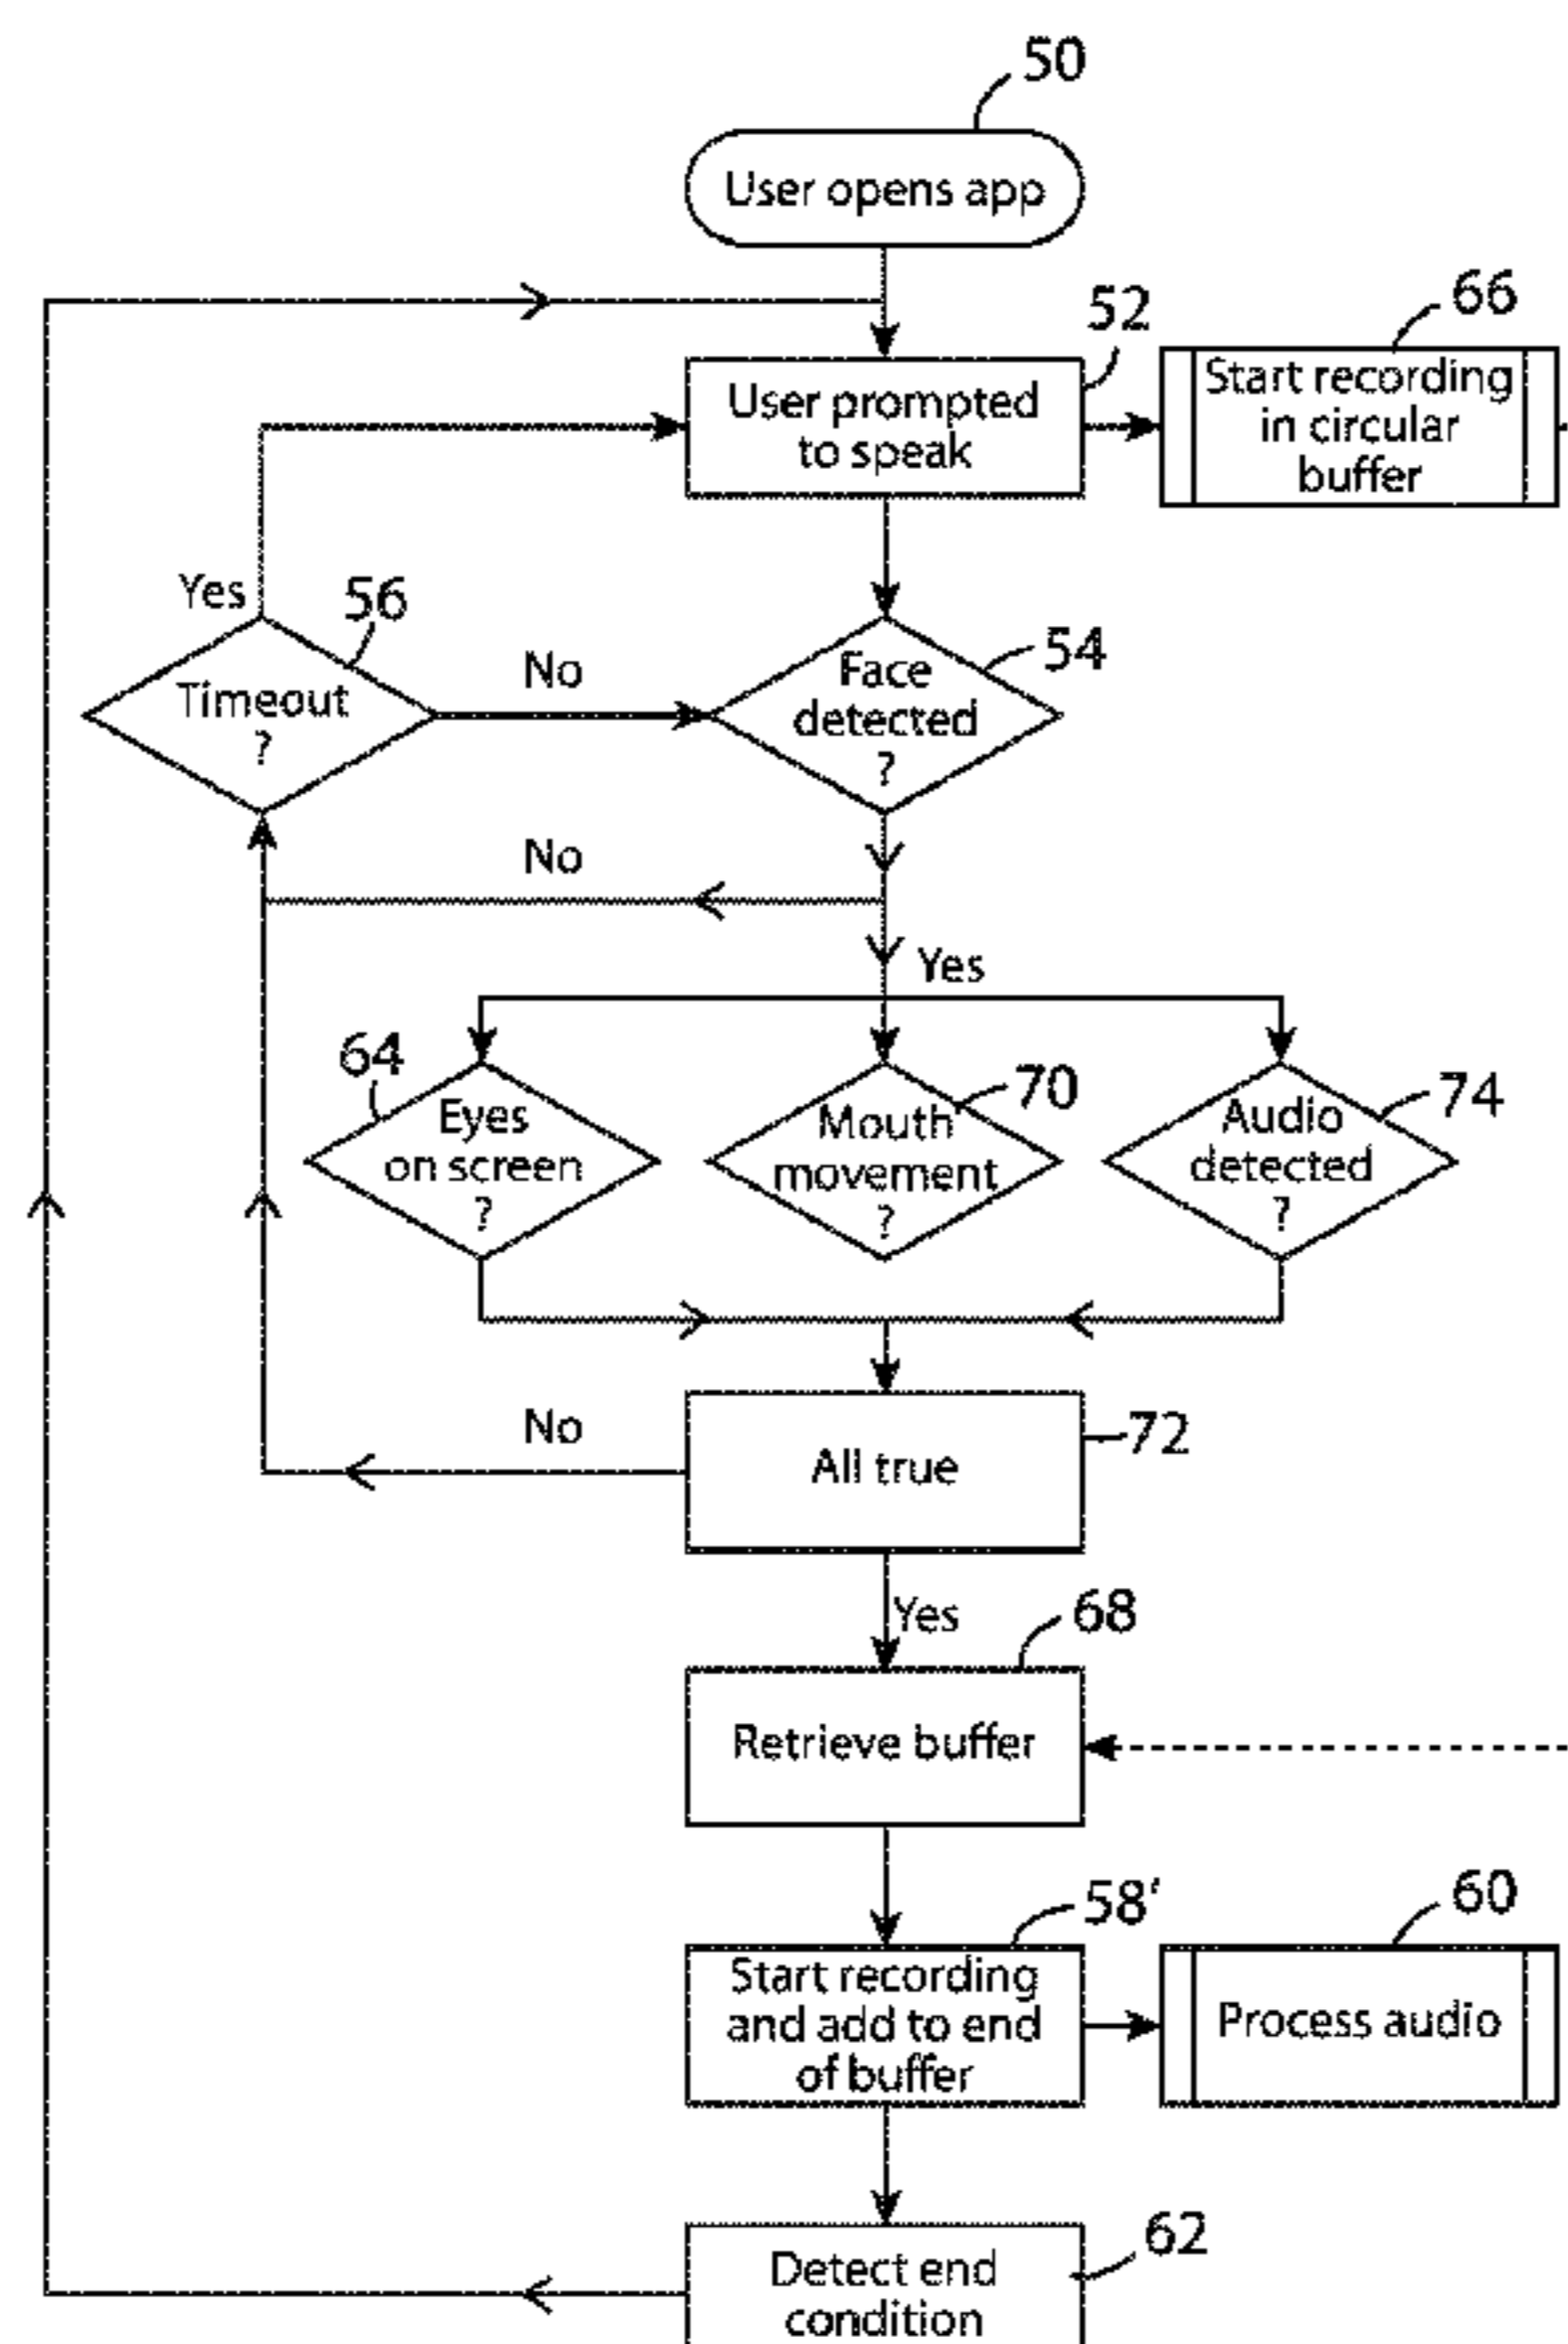 50
User opens app
52
66
User prompted
to speak
Start recording
in circular
buffer
Yes
56
54
Timeout
?
No
Face
detected
?
No
Yes
64
70
74
Eyes
on screen
?
Mouth
movement
?
Audio
detected
?
No
72
All true
Yes
68
Retrieve buffer
58'
60
Start recording
and add to end
of buffer
Process audio
62
Detect end
condition